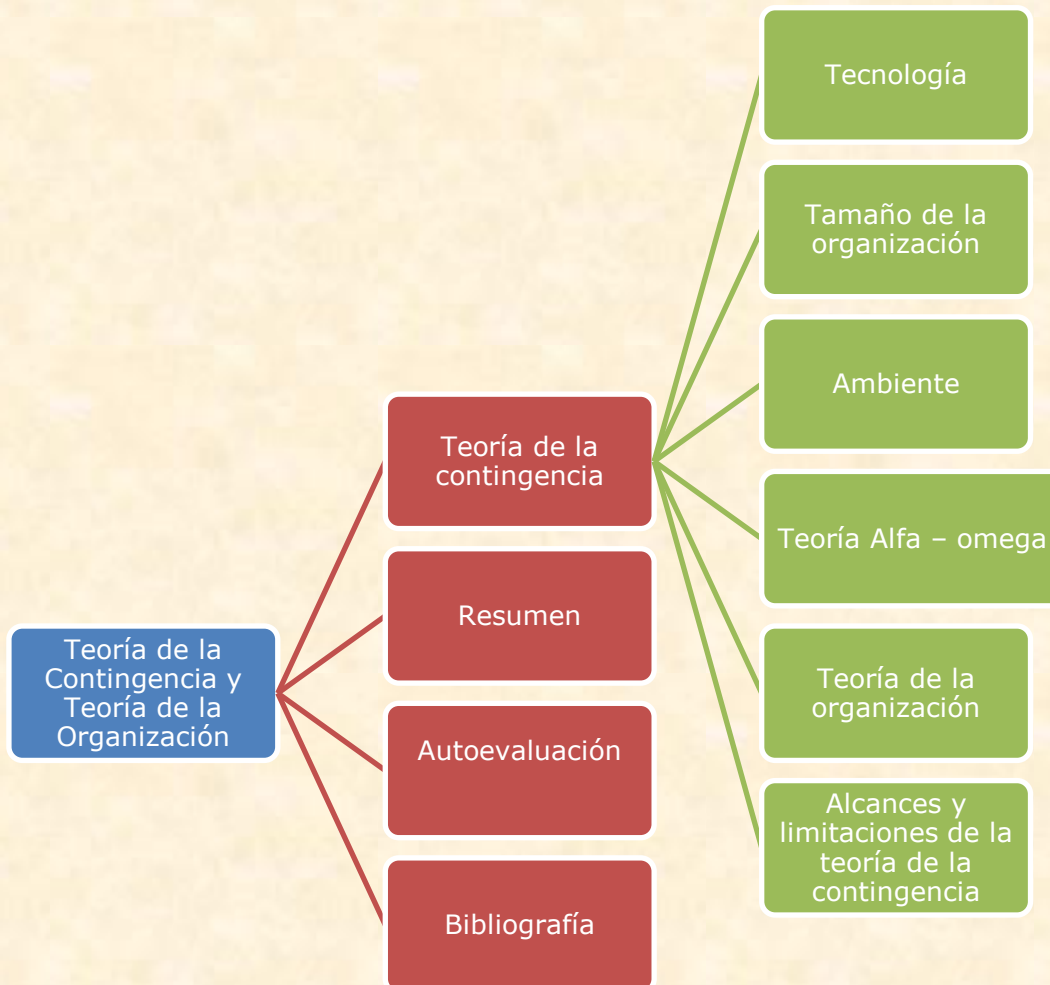 Teoría de la
Contingencia y
Teoría de la
Organización
Teoría de la
contingencia
Resumen
Autoevaluación
Bibliografía
Tecnología
Tamaño de la
organización
Ambiente
Teoría Alfa – omega
Teoría de la
organización
Alcances y
limitaciones de la
teoría de la
contingencia